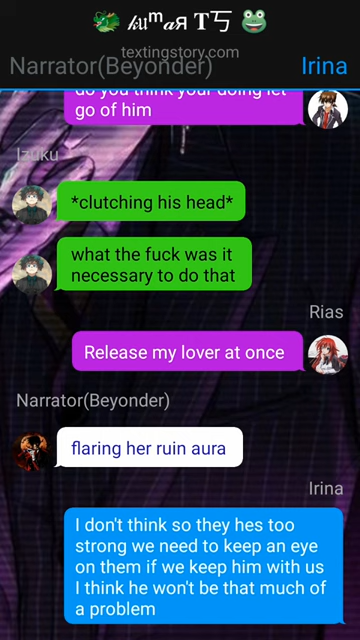 kuᵐaя T丂
textingstory.com
Narrator(Beyonder)
Irina
do you think your doing let
go of him
Izuku
*clutching his head*
what the fuck was it
necessary to do that
Rias
Release my lover at once
Narrator(Beyonder)
flaring her ruin aura
Irina
I don't think so they hes too
strong we need to keep an eye
on them if we keep him with us
I think he won't be that much of
a problem